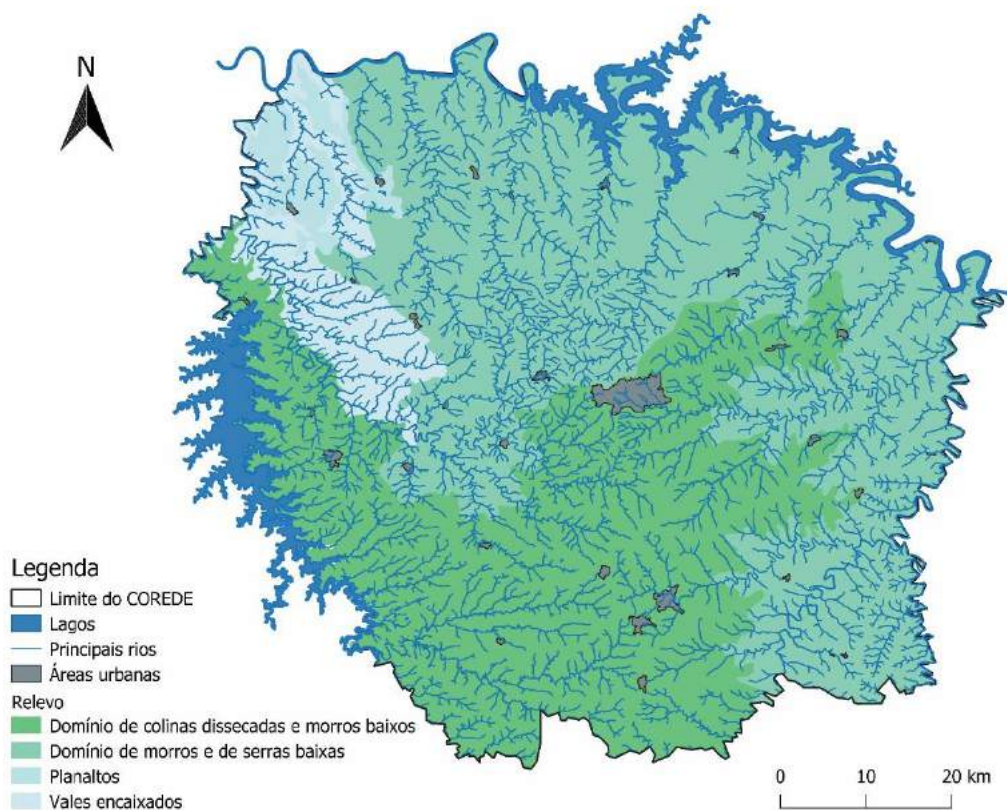 N
Legenda
Limite do COREDE
Lagos
Principais rios
Áreas urbanas
Relevo
Domínio de colinas dissecadas e morros baixos
Domínio de morros e de serras baixas
Planaltos
Vales encaixados
0 10 20 km